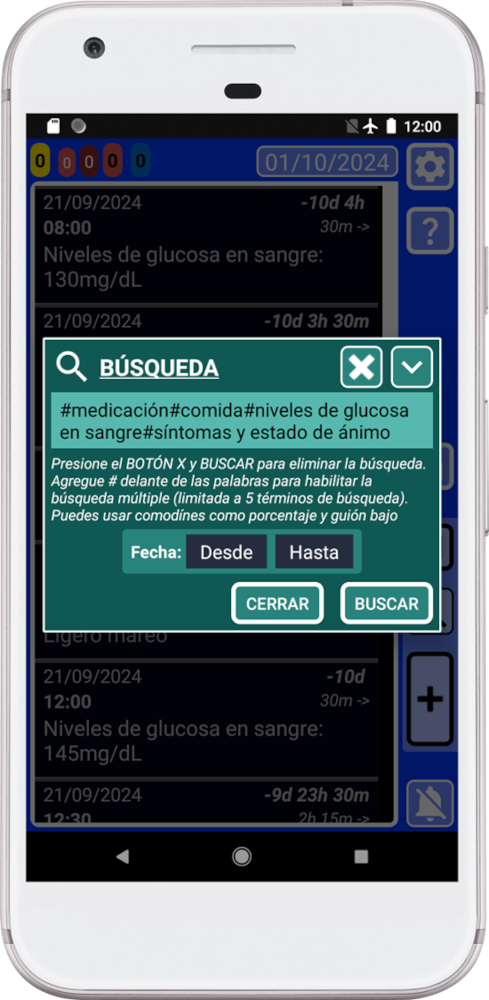 12:00
0 0 0 0 0
01/10/2024
?
21/09/2024 -10d 4h
08:00 30m ->
Niveles de glucosa en sangre:
130mg/dL
21/09/2024 -10d 3h 30m
BÚSQUEDA
#medicación#comida#niveles de glucosa
en sangre#síntomas y estado de ánimo
Presione el BOTÓN X y BUSCAR para eliminar la búsqueda.
Agregue # delante de las palabras para habilitar la
búsqueda múltiple (limitada a 5 términos de búsqueda).
Puedes usar comodínes como porcentaje y guión bajo
Fecha: Desde Hasta
CERRAR BUSCAR
Ligero mareo
21/09/2024 -10d
12:00 30m ->
Niveles de glucosa en sangre:
145mg/dL
+
21/09/2024 -9d 23h 30m
12:30 2h 15m ->